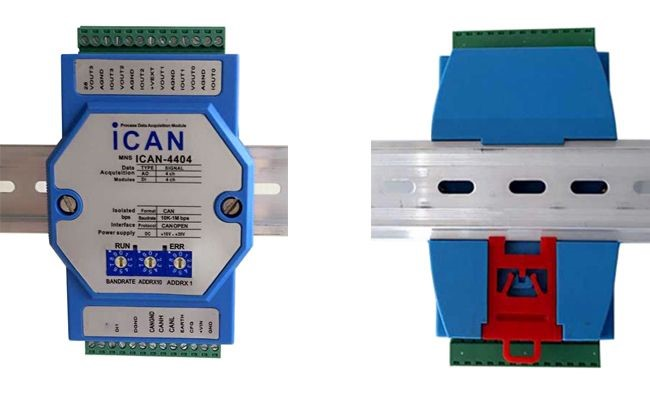 28 VOUT3 AGND IOUT3 VOUT2 AGND IOUT2 +VEXT VOUT1 AGND IOUT1 VOUT0 AGND IOUT0
Process Data Acquisition Module
iCAN
MNS ICAN-4404
Data TYPE SIGNAL
Acquisition AO 4 ch
Modules DI 4 ch
Isolated Format CAN
bps Baudrate 10K-1M bps
Interface Protocol CANOPEN
Power supply DC
RUN ERR
BANDRATE ADDRX10 ADDRX 1
DI1 DGND CANGND CANH CANL EARTH CFG +VIN GND